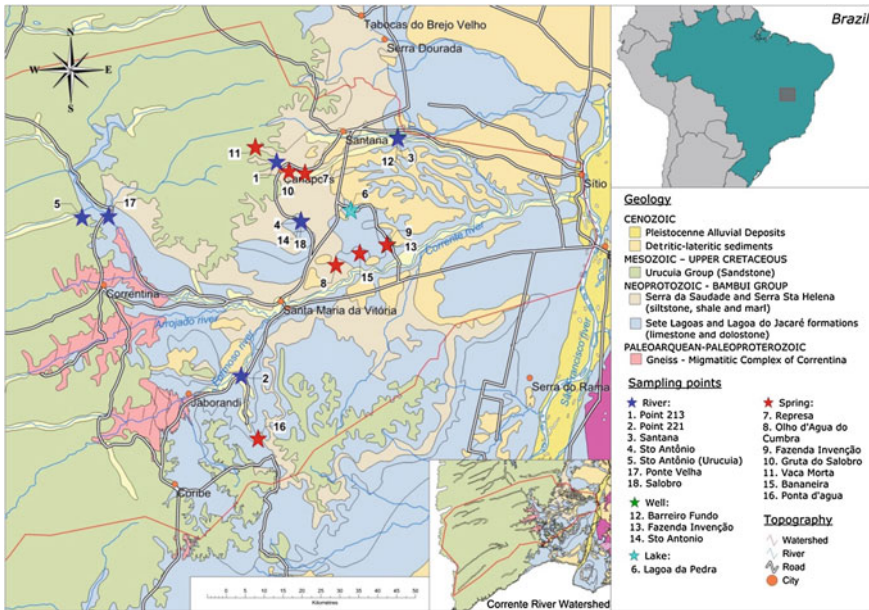 Brazil
Tabocas do Brejo Velho
Serra Dourada
N
W
E
S
Santana
11
12
3
1
10
7
Sítio
5
17
6
4
14
18
9
13
Corrente river
8
15
Correntina
Santa Maria da Vitória
Arrojado river
Formoso river
São Francisco river
2
Serra do Rama
Jaborandi
16
Coribe
0
5
10
15
20
25
30
35
40
45
50
Kilometres
Corrente River Watershed
Geology
CENOZOIC
Pleistocenne Alluvial Deposits
Detritic-lateritic sediments
MESOZOIC – UPPER CRETACEOUS
Urucuia Group (Sandstone)
NEOPROTOZOIC - BAMBUI GROUP
Serra da Saudade and Serra Sta Helena
(siltstone, shale and marl)
Sete Lagoas and Lagoa do Jacaré formations
(limestone and dolostone)
PALEOARQUEAN-PALEOPROTEROZOIC
Gneiss - Migmatitic Complex of Correntina
Sampling points
River:
1. Point 213
2. Point 221
3. Santana
4. Sto Antônio
5. Sto Antônio (Urucuia)
17. Ponte Velha
18. Salobro
Well:
12. Barreiro Fundo
13. Fazenda Invenção
14. Sto Antonio
Lake:
6. Lagoa da Pedra
Spring:
7. Represa
8. Olho d'Agua do
Cumbra
9. Fazenda Invenção
10. Gruta do Salobro
11. Vaca Morta
15. Bananeira
16. Ponta d'agua
Topography
Watershed
River
Road
City